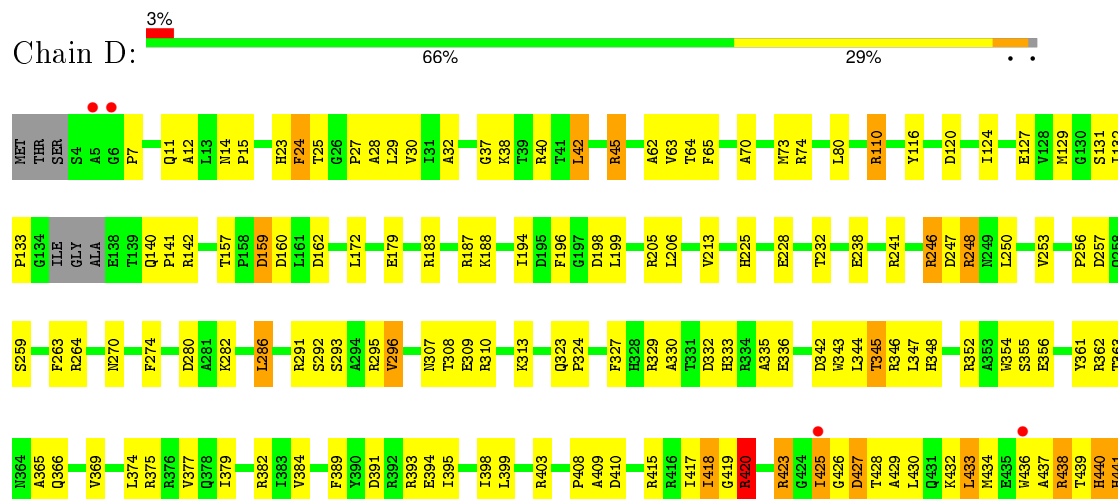 3%
Chain D:
66% 29% • •
MET THR SER S4 A5 G6 P7 Q11 A12 L13 N14 P15 H23 F24 T25 G26 P27 A28 L29 V30 I31 A32 G37 K38 T39 R40 T41 L42 R45 A62 V63 T64 F65 A70 M73 R74 L80 R110 Y116 D120 I124 E127 V128 M129 G130 S131 I132
P133 G134 ILE GLY ALA E138 T139 Q140 P141 R142 T157 P158 D159 D160 L161 D162 L172 E179 R183 R187 K188 I194 D195 F196 G197 D198 L199 R205 L206 V213 H225 E228 T232 E238 R241 R246 D247 R248 N249 L250 V253 P256 D257 Q258
S259 F263 R264 N270 F274 D280 A281 K282 L286 R291 S292 S293 A294 R295 V296 N307 T308 E309 R310 K313 Q323 P324 F327 H328 R329 A330 T331 D332 H333 R334 A335 E336 D342 W343 L344 T345 R346 L347 H348 R352 A353 W354 S355 E356 Y361 R362 T363
N364 A365 Q366 V369 L374 R375 R376 V377 Q378 I379 R382 I383 V384 F389 Y390 D391 R392 R393 E394 I395 I398 L399 R403 P408 A409 D410 R415 R416 I417 I418 G419 R420 R423 G424 I425 G426 D427 T428 A429 L430 Q431 K432 L433 M434 E435 W436 A437 R438 T439 H440 R441